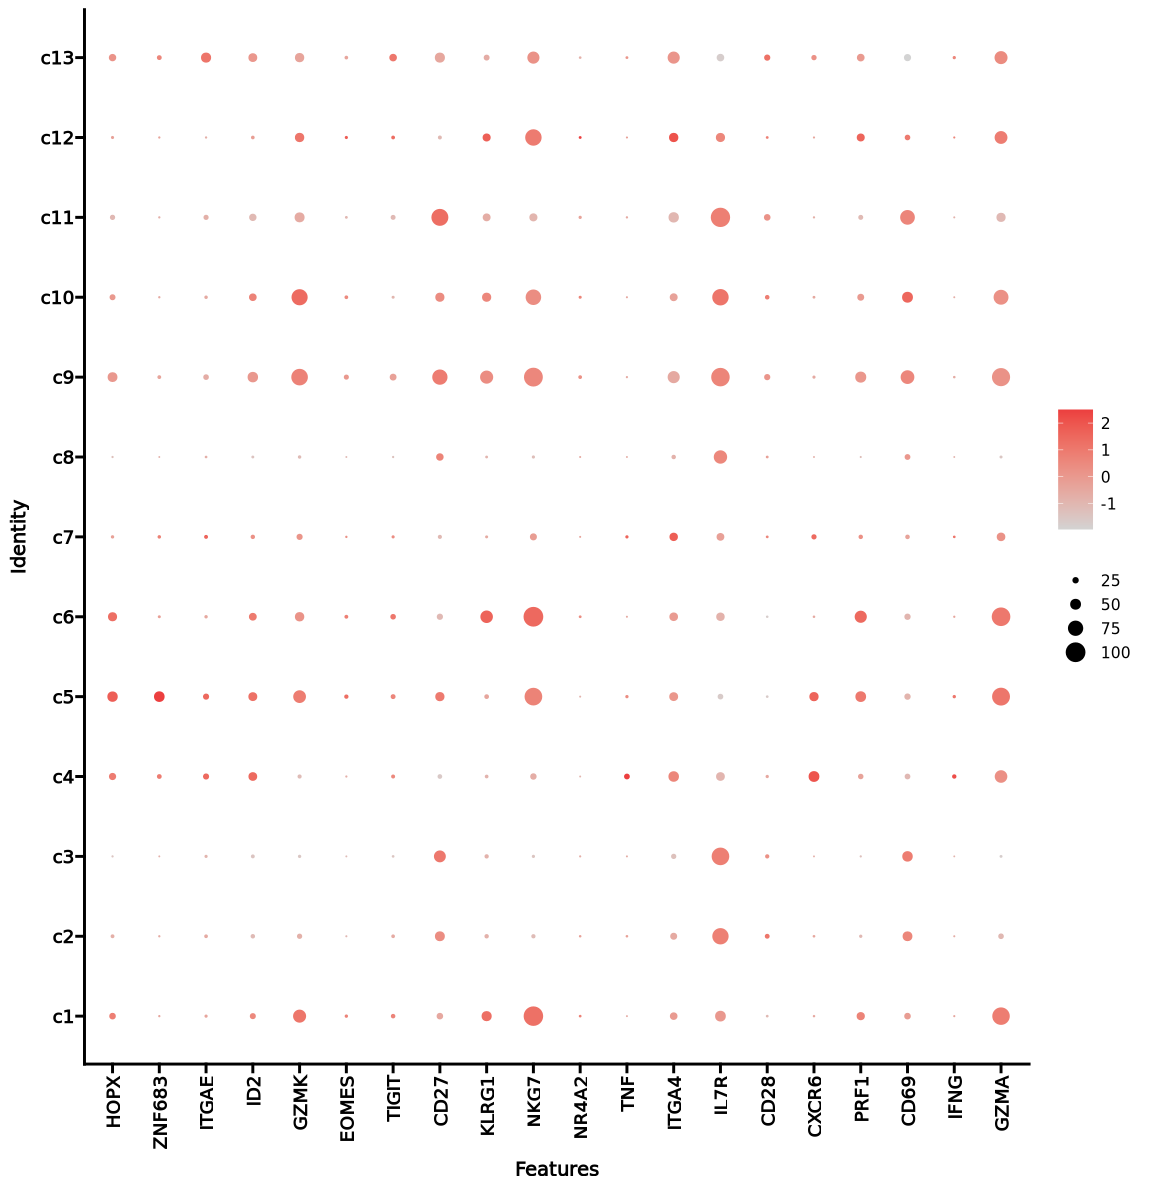 c13
c12
c11
c10
c9
c8
c7
c6
c5
c4
c3
c2
c1
Identity
HOPX
ZNF683
ITGAE
ID2
GZMK
EOMES
TIGIT
CD27
KLRG1
NKG7
NR4A2
TNF
ITGA4
IL7R
CD28
CXCR6
PRF1
CD69
IFNG
GZMA
Features
2
1
0
-1
25
50
75
100